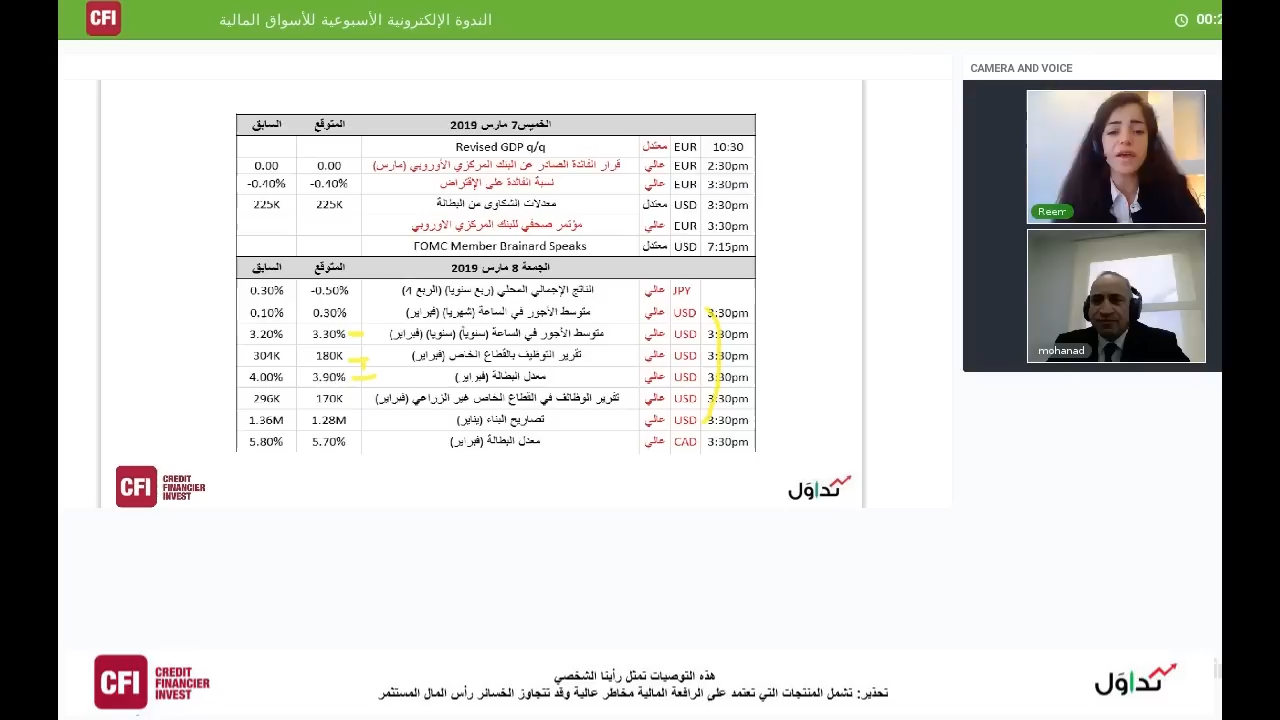 CFI الندوة الإلكترونية الأسبوعية للأسواق المالية
CAMERA AND VOICE
الخميس7 مارس 2019 المتوقع السابق
10:30 EUR معتدل Revised GDP q/q
2:30pm EUR عالي قرار الفائدة الصادر عن البنك المركزي الأوروبي (مارس) 0.00 0.00
3:30pm EUR عالي نسبة الفائدة على الإقتراض -0.40% -0.40%
3:30pm USD معتدل معدلات الشكاوى من البطالة 225K 225K
3:30pm EUR عالي مؤتمر صحفي للبنك المركزي الاوروبي
7:15pm USD معتدل FOMC Member Brainard Speaks
الجمعة 8 مارس 2019 المتوقع السابق
JPY عالي الناتج الإجمالي المحلي (ربع سنويا) (الربع 4) -0.50% 0.30%
3:30pm USD عالي متوسط الأجور في الساعة (شهريا) (فبراير) 0.30% 0.10%
3:30pm USD عالي متوسط الأجور في الساعة (سنوياً) (سنويا) (فبراير) 3.30% 3.20%
3:30pm USD عالي تقرير التوظيف بالقطاع الخاص (فبراير) 180K 304K
3:30pm USD عالي معدل البطالة (فبراير) 3.90% 4.00%
3:30pm USD عالي تقرير الوظائف في القطاع الخاص غير الزراعي (فبراير) 170K 296K
3:30pm USD عالي تصاريح البناء (يناير) 1.28M 1.36M
3:30pm CAD عالي معدل البطالة (فبراير) 5.70% 5.80%
Reem
mohanad
CFI CREDIT FINANCIER INVEST
تداوَل
هذه التوصيات تمثل رأينا الشخصي
تحذير: تشمل المنتجات التي تعتمد على الرافعة المالية مخاطر عالية وقد تتجاوز الخسائر رأس المال المستثمر
CFI CREDIT FINANCIER INVEST
تداوَل